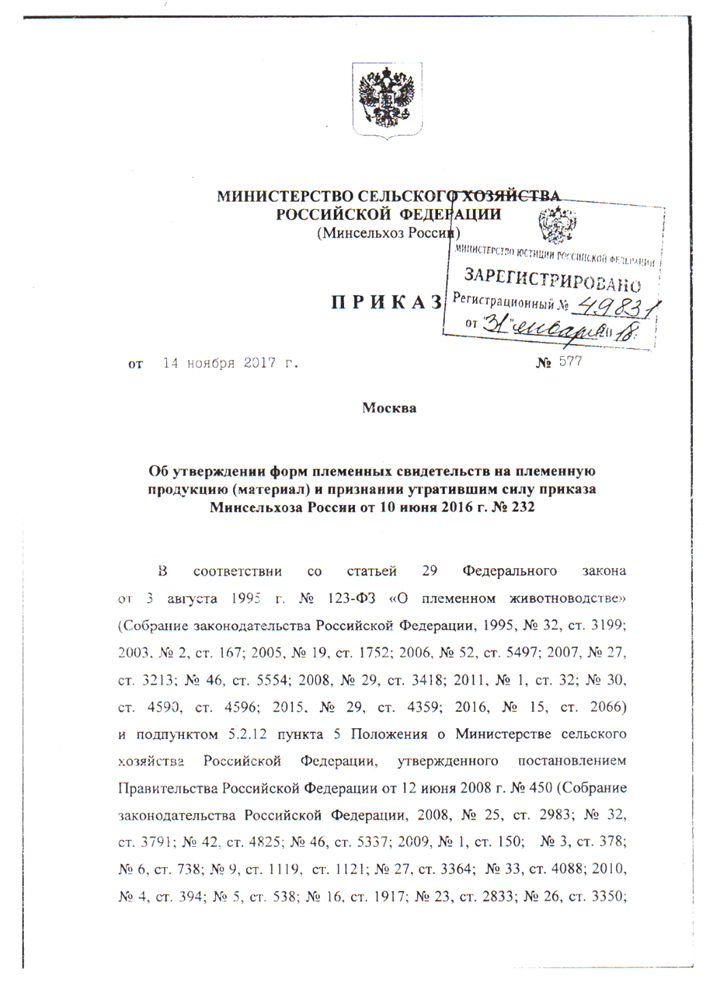 МИНИСТЕРСТВО СЕЛЬСКОГО ХОЗЯЙСТВА
РОССИЙСКОЙ ФЕДЕРАЦИИ
(Минсельхоз России)
МИНИСТЕРСТВО ЮСТИЦИИ РОССИЙСКОЙ ФЕДЕРАЦИИ
ЗАРЕГИСТРИРОВАНО
Регистрационный № 49831
от "31" января 2018.
ПРИКАЗ
от 14 ноября 2017 г. № 577
Москва
Об утверждении форм племенных свидетельств на племенную
продукцию (материал) и признании утратившим силу приказа
Минсельхоза России от 10 июня 2016 г. № 232
В соответствии со статьей 29 Федерального закона
от 3 августа 1995 г. № 123-ФЗ «О племенном животноводстве»
(Собрание законодательства Российской Федерации, 1995, № 32, ст. 3199;
2003, № 2, ст. 167; 2005, № 19, ст. 1752; 2006, № 52, ст. 5497; 2007, № 27,
ст. 3213; № 46, ст. 5554; 2008, № 29, ст. 3418; 2011, № 1, ст. 32; № 30,
ст. 4590, ст. 4596; 2015, № 29, ст. 4359; 2016, № 15, ст. 2066)
и подпунктом 5.2.12 пункта 5 Положения о Министерстве сельского
хозяйства Российской Федерации, утвержденного постановлением
Правительства Российской Федерации от 12 июня 2008 г. № 450 (Собрание
законодательства Российской Федерации, 2008, № 25, ст. 2983; № 32,
ст. 3791; № 42, ст. 4825; № 46, ст. 5337; 2009, № 1, ст. 150; № 3, ст. 378;
№ 6, ст. 738; № 9, ст. 1119, ст. 1121; № 27, ст. 3364; № 33, ст. 4088; 2010,
№ 4, ст. 394; № 5, ст. 538; № 16, ст. 1917; № 23, ст. 2833; № 26, ст. 3350;